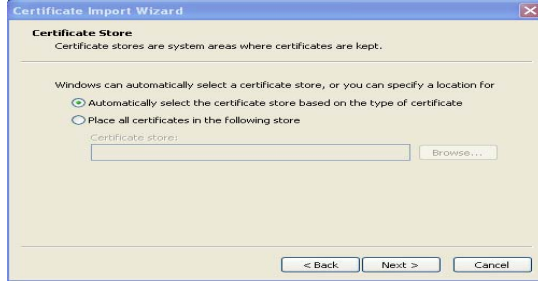 Certificate Import Wizard
Certificate Store
Certificate stores are system areas where certificates are kept.
Windows can automatically select a certificate store, or you can specify a location for
Automatically select the certificate store based on the type of certificate
Place all certificates in the following store
Certificate store:
Browse...
< Back Next > Cancel